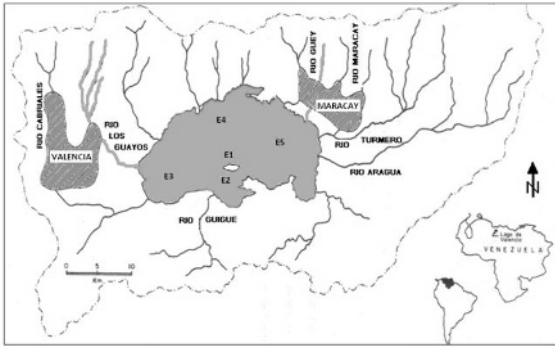 RIO CABRIALES
RIO
LOS
GUAYOS
VALENCIA
RIO GUEY
RIO MARACAY
MARACAY
RIO
TURMERO
RIO ARAGUA
E4
E5
E1
E3
E2
RIO
GUIGUE
0 5 10
Km.
N
Lago de
Valencia
VENEZUELA